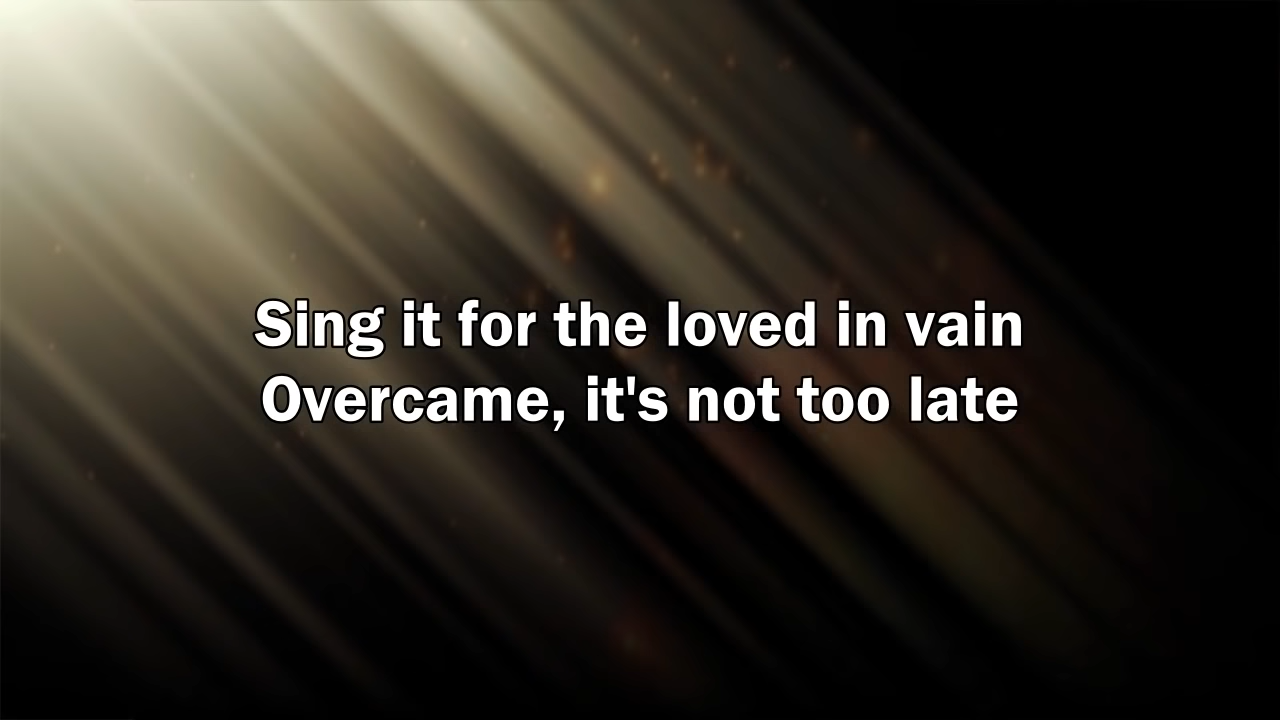 Sing it for the loved in vain
Overcame, it's not too late